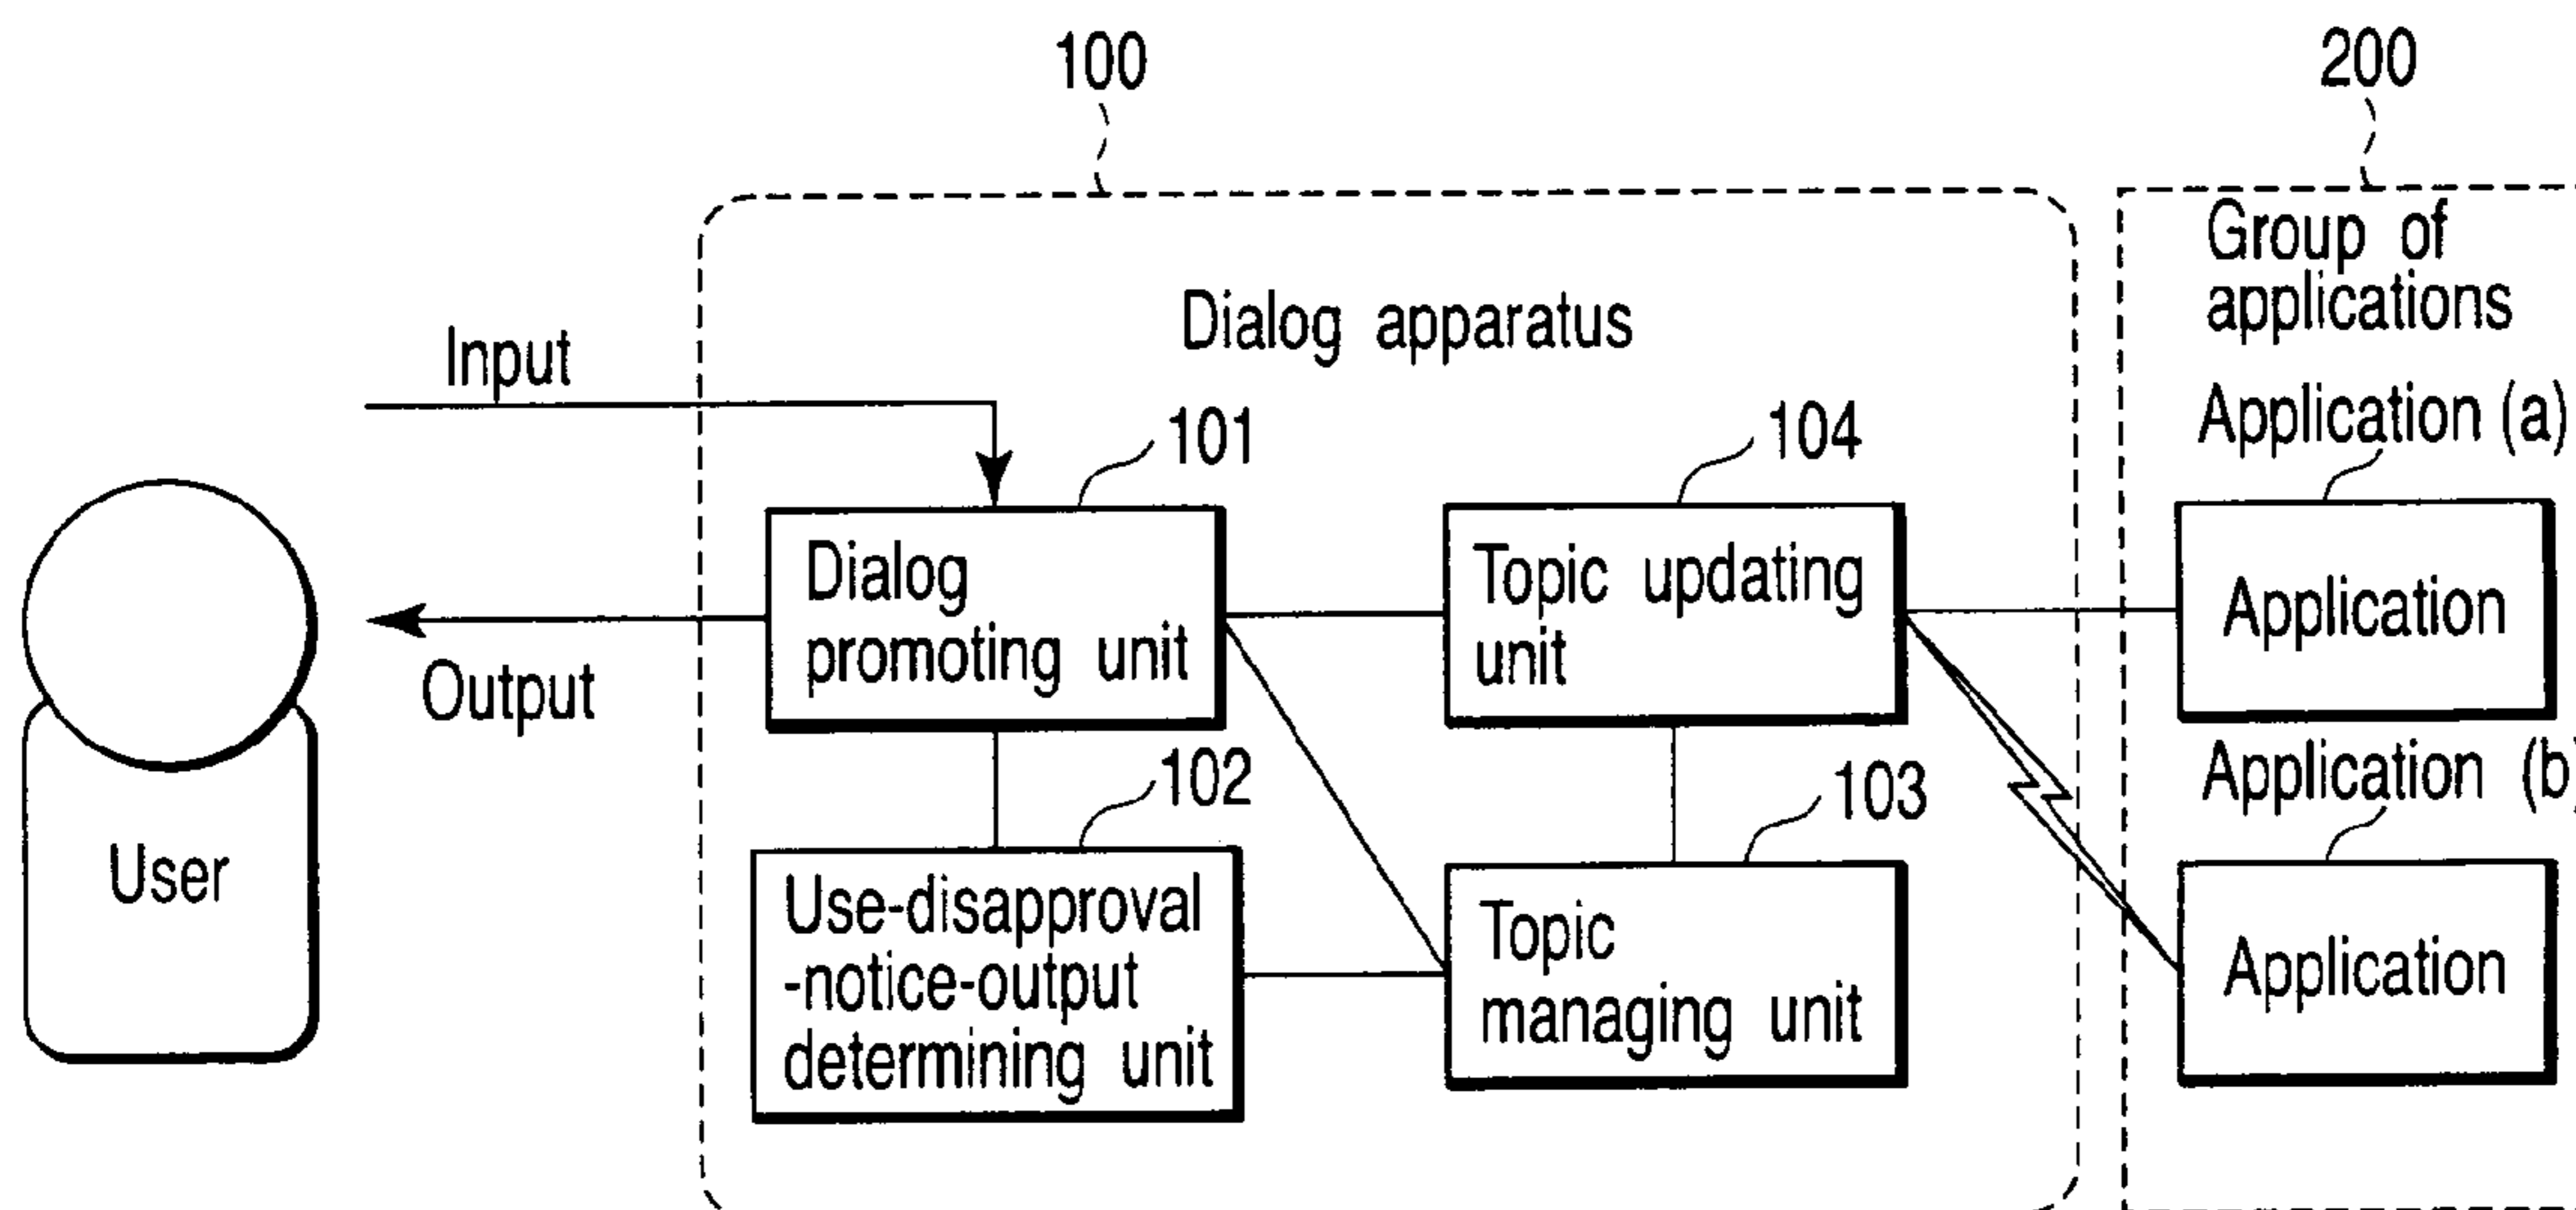 100
200
Group of
applications
Dialog apparatus
Input
Application (a)
101
104
Dialog
promoting unit
Topic updating
unit
Application
Output
102
103
Application (b)
User
Use-disapproval
-notice-output
determining unit
Topic
managing unit
Application